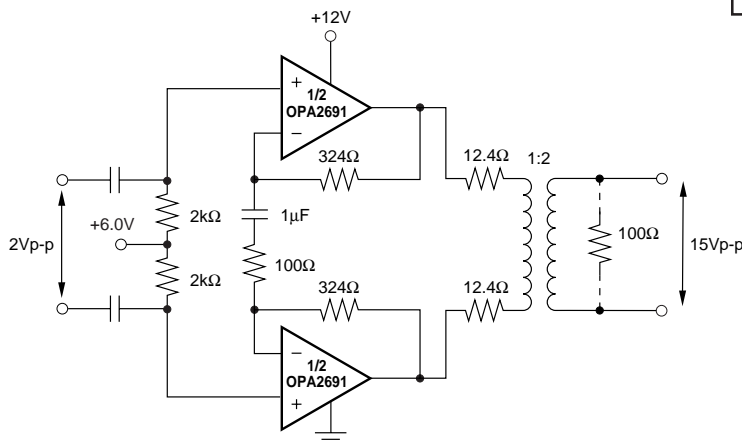 +12V
+
1/2
OPA2691
−
324Ω
12.4Ω
1:2
1μF
2kΩ
+6.0V
2Vp-p
100Ω
15Vp-p
100Ω
2kΩ
324Ω
12.4Ω
−
1/2
OPA2691
+